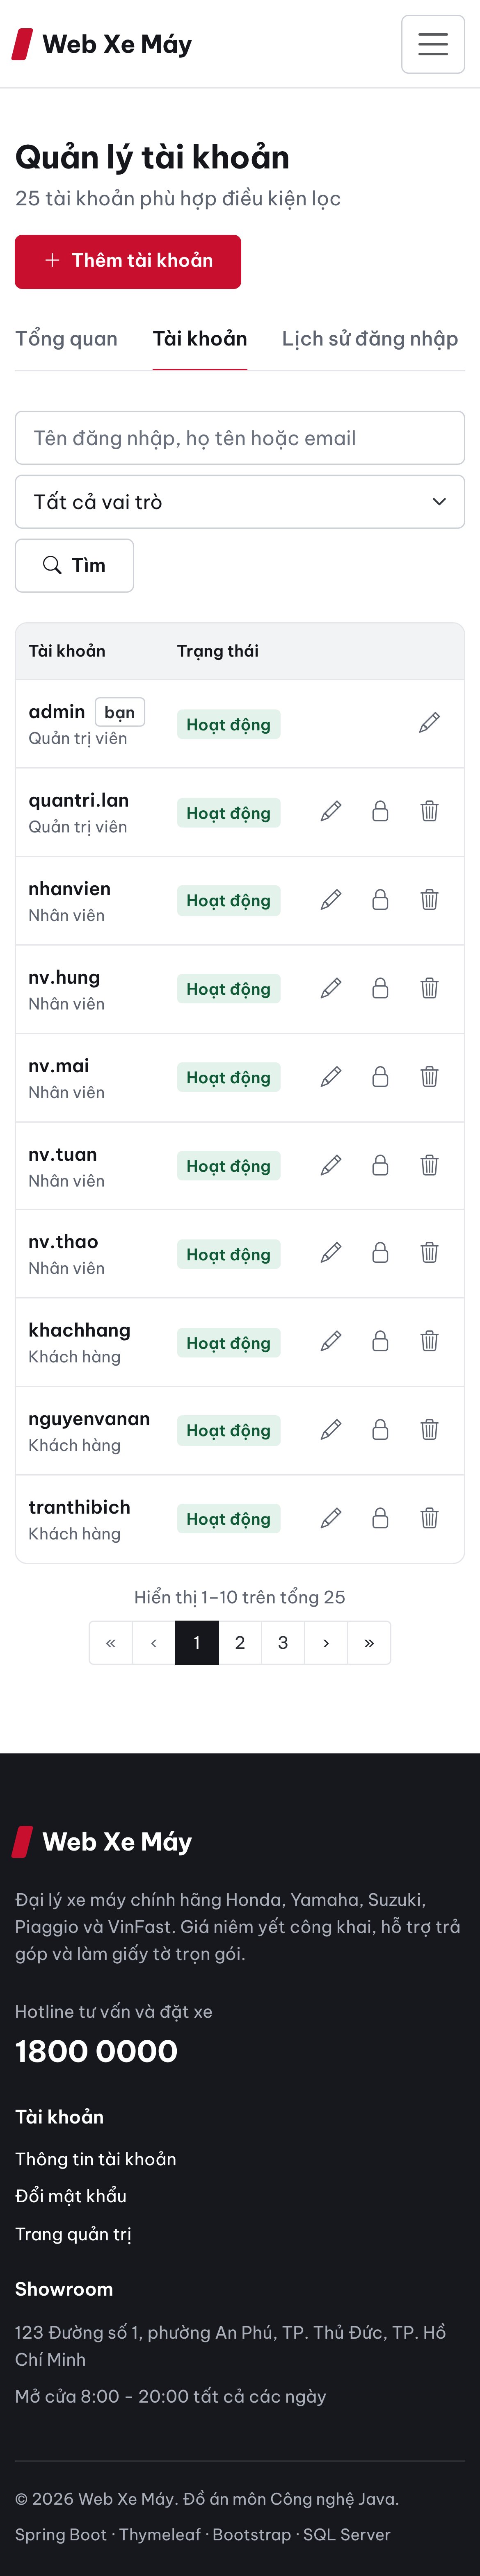 Web Xe Máy
Quản lý tài khoản
25 tài khoản phù hợp điều kiện lọc
+ Thêm tài khoản
Tổng quan Tài khoản Lịch sử đăng nhập
Tên đăng nhập, họ tên hoặc email
Tất cả vai trò
Tìm
Tài khoản Trạng thái
admin bạn
Quản trị viên
Hoạt động
quantri.lan
Quản trị viên
Hoạt động
nhanvien
Nhân viên
Hoạt động
nv.hung
Nhân viên
Hoạt động
nv.mai
Nhân viên
Hoạt động
nv.tuan
Nhân viên
Hoạt động
nv.thao
Nhân viên
Hoạt động
khachhang
Khách hàng
Hoạt động
nguyenvanan
Khách hàng
Hoạt động
tranthibich
Khách hàng
Hoạt động
Hiển thị 1–10 trên tổng 25
« ‹ 1 2 3 › »
Web Xe Máy
Đại lý xe máy chính hãng Honda, Yamaha, Suzuki,
Piaggio và VinFast. Giá niêm yết công khai, hỗ trợ trả
góp và làm giấy tờ trọn gói.
Hotline tư vấn và đặt xe
1800 0000
Tài khoản
Thông tin tài khoản
Đổi mật khẩu
Trang quản trị
Showroom
123 Đường số 1, phường An Phú, TP. Thủ Đức, TP. Hồ
Chí Minh
Mở cửa 8:00 - 20:00 tất cả các ngày
© 2026 Web Xe Máy. Đồ án môn Công nghệ Java.
Spring Boot · Thymeleaf · Bootstrap · SQL Server